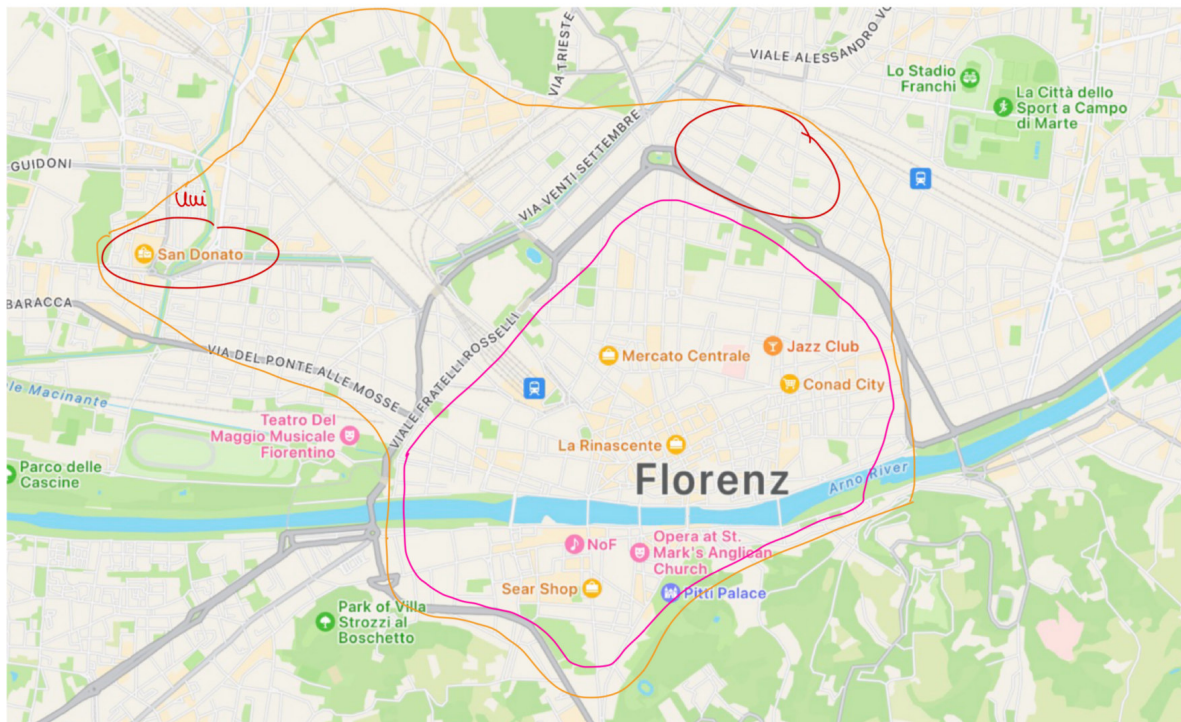 VIALE ALESSANDRO VO
VIA TRIESTE
Lo Stadio
Franchi
La Città dello
Sport a Campo
di Marte
GUIDONI
VIA VENTI SETTEMBRE
Uni
San Donato
BARACCA
VIA DEL PONTE ALLE MOSSE
VIALE FRATELLI ROSSELLI
Mercato Centrale
Jazz Club
Conad City
le Macinante
Teatro Del
Maggio Musicale
Fiorentino
La Rinascente
Florenz
Arno River
Parco delle
Cascine
NoF
Opera at St.
Mark's Anglican
Church
Sear Shop
Pitti Palace
Park of Villa
Strozzi al
Boschetto